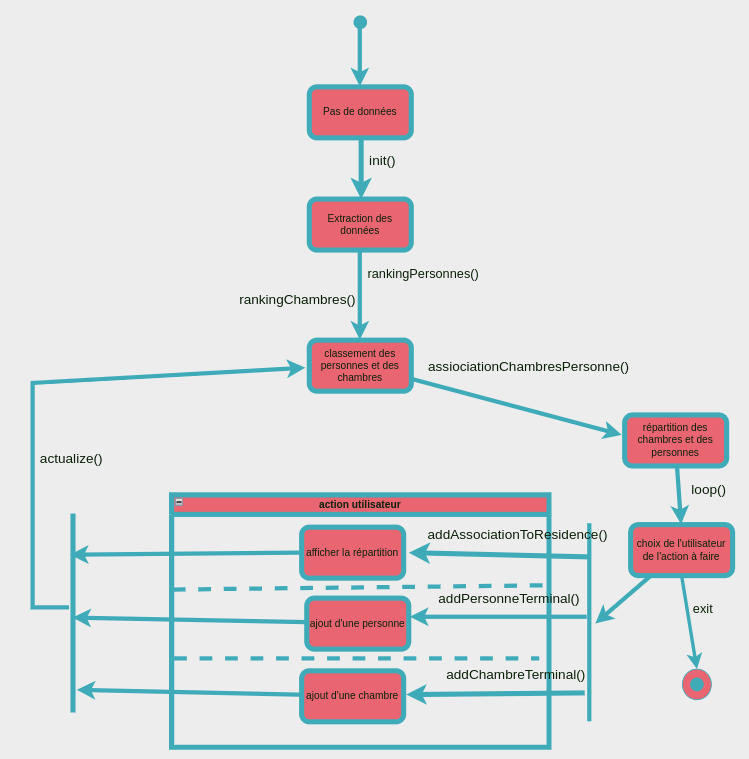 Pas de données
init()
Extraction des
données
rankingPersonnes()
rankingChambres()
classement des
personnes et des
chambres
assiociationChambresPersonne()
répartition des
chambres et des
personnes
actualize()
loop()
action utilisateur
addAssociationToResidence()
choix de l'utilisateur
de l'action à faire
afficher la répartition
addPersonneTerminal()
exit
ajout d'une personne
addChambreTerminal()
ajout d'une chambre